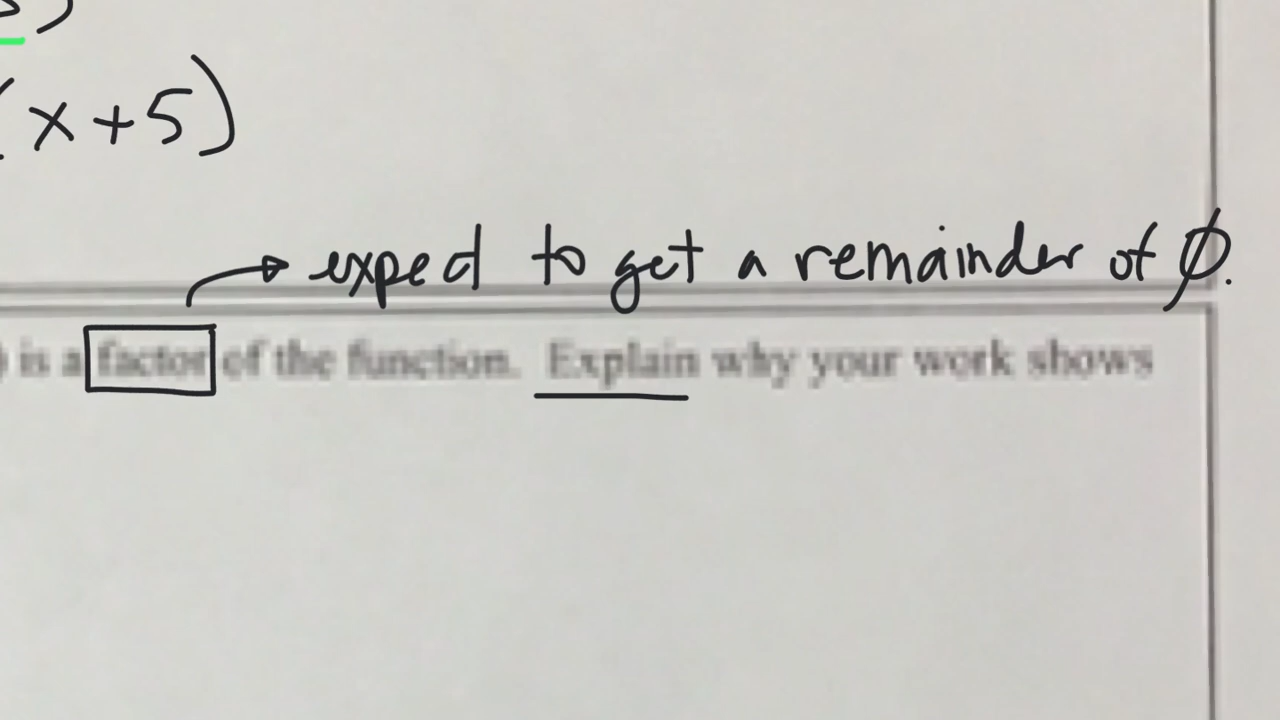 )
(x+5)
expect to get a remainder of Ø.
) is a factor of the function. Explain why your work shows